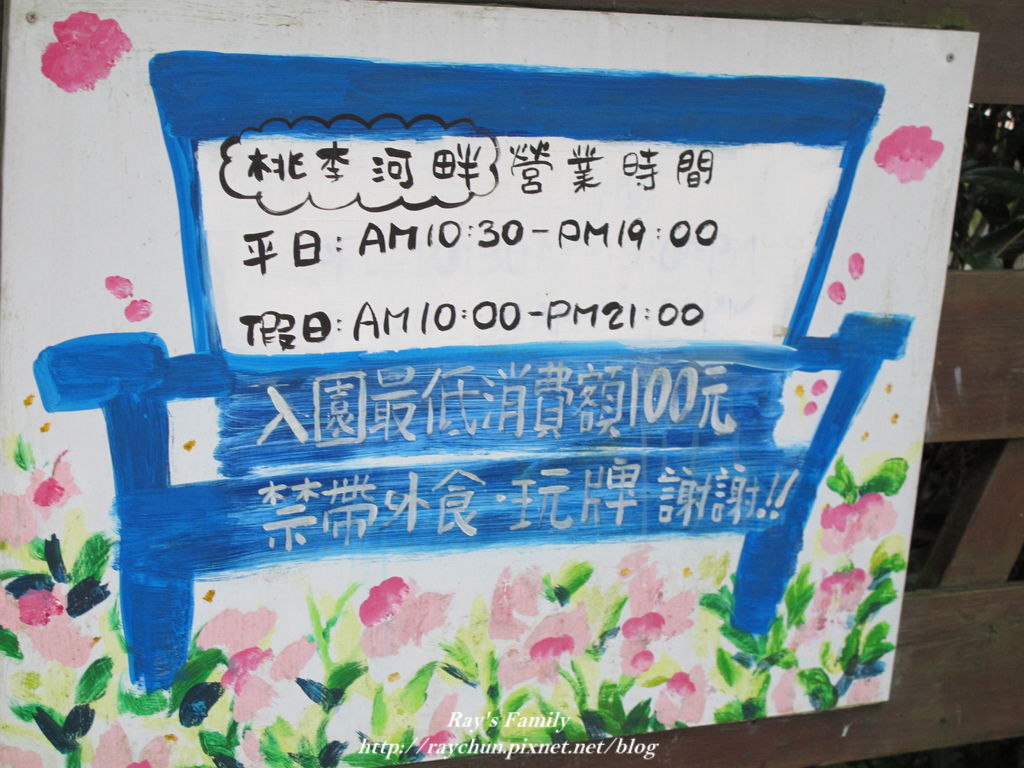 桃李河畔營業時間
平日:AM10:30-PM19:00
假日:AM10:00-PM21:00
入園最低消費額100元
禁帶外食·玩牌 謝謝!!
Ray's Family
http://raychun.pixnet.net/blog